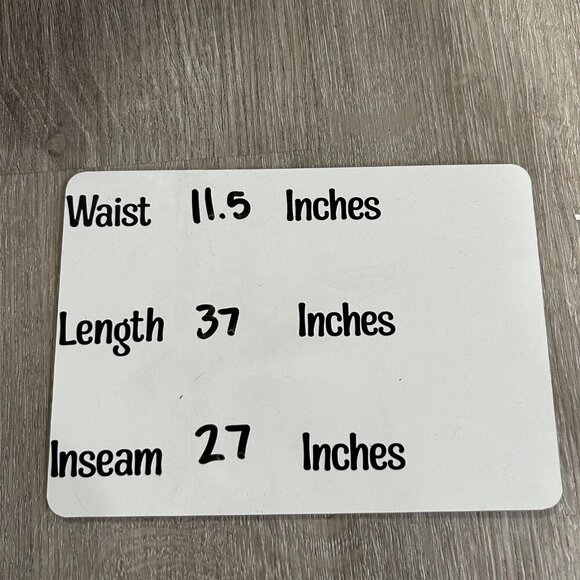 Waist 11.5 Inches
Length 37 Inches
Inseam 27 Inches